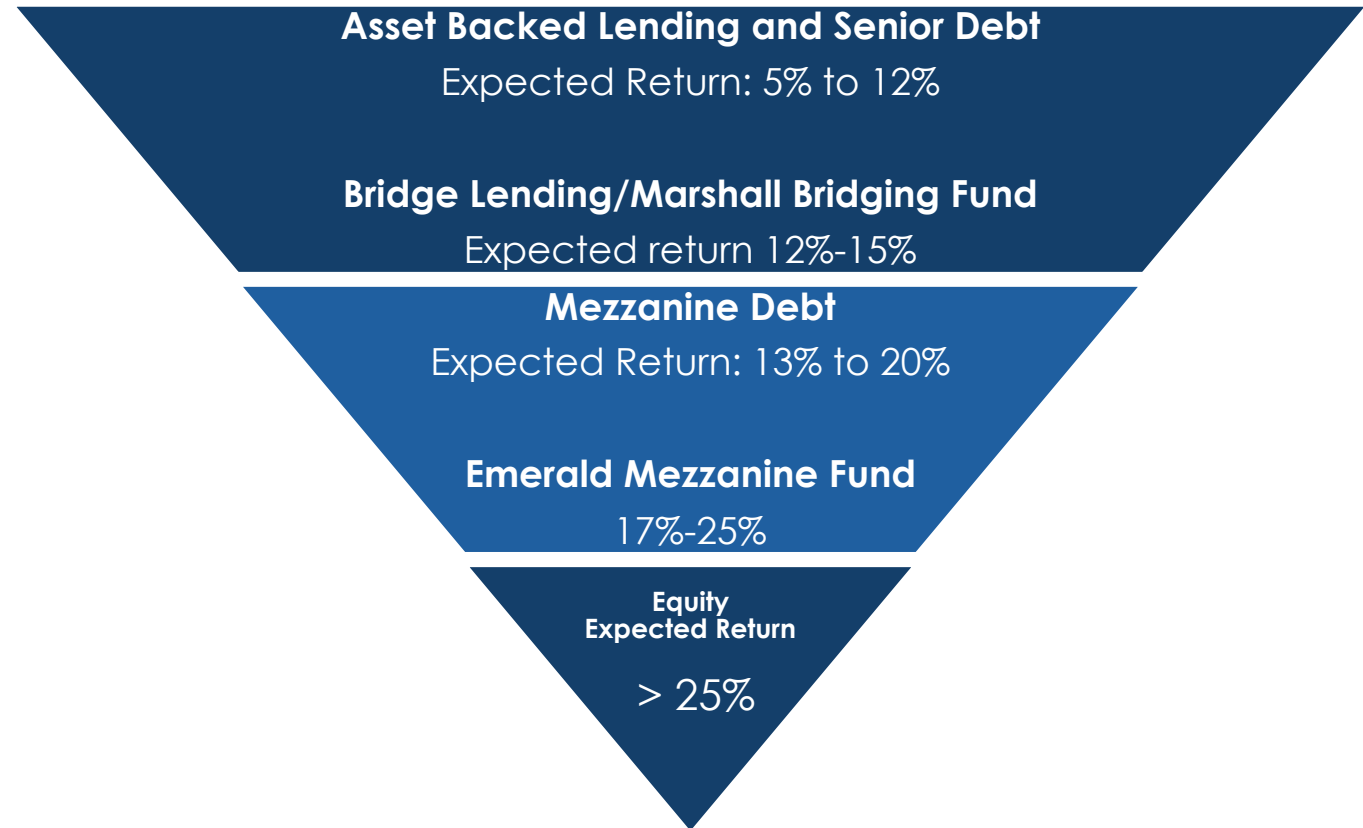 Asset Backed Lending and Senior Debt
Expected Return: 5% to 12%
Bridge Lending/Marshall Bridging Fund
Expected return 12%-15%
Mezzanine Debt
Expected Return: 13% to 20%
Emerald Mezzanine Fund
17%-25%
Equity
Expected Return
> 25%